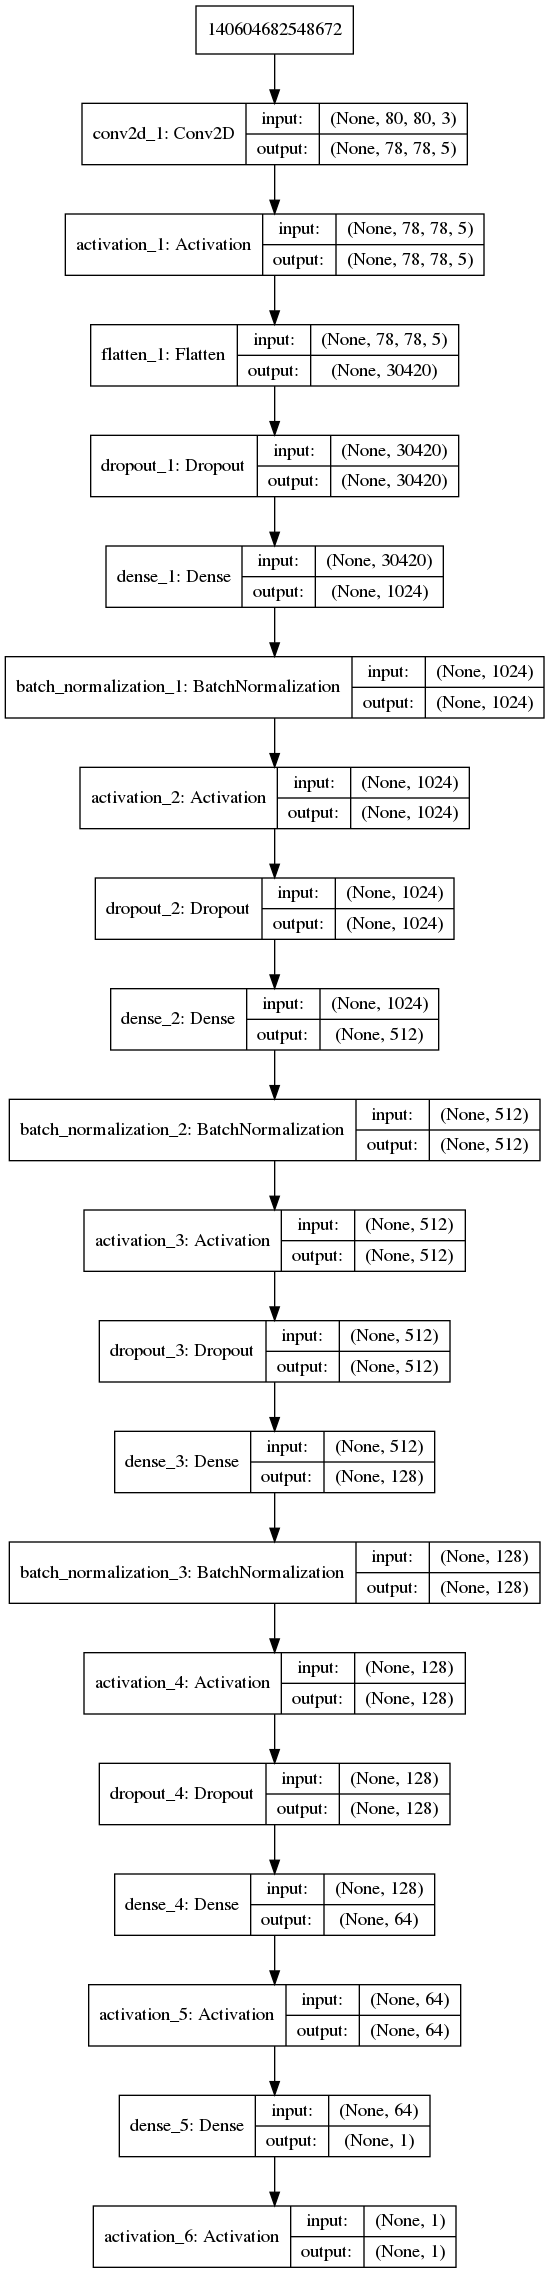 140604682548672
conv2d_1: Conv2D input: (None, 80, 80, 3)
output: (None, 78, 78, 5)
activation_1: Activation input: (None, 78, 78, 5)
output: (None, 78, 78, 5)
flatten_1: Flatten input: (None, 78, 78, 5)
output: (None, 30420)
dropout_1: Dropout input: (None, 30420)
output: (None, 30420)
dense_1: Dense input: (None, 30420)
output: (None, 1024)
batch_normalization_1: BatchNormalization input: (None, 1024)
output: (None, 1024)
activation_2: Activation input: (None, 1024)
output: (None, 1024)
dropout_2: Dropout input: (None, 1024)
output: (None, 1024)
dense_2: Dense input: (None, 1024)
output: (None, 512)
batch_normalization_2: BatchNormalization input: (None, 512)
output: (None, 512)
activation_3: Activation input: (None, 512)
output: (None, 512)
dropout_3: Dropout input: (None, 512)
output: (None, 512)
dense_3: Dense input: (None, 512)
output: (None, 128)
batch_normalization_3: BatchNormalization input: (None, 128)
output: (None, 128)
activation_4: Activation input: (None, 128)
output: (None, 128)
dropout_4: Dropout input: (None, 128)
output: (None, 128)
dense_4: Dense input: (None, 128)
output: (None, 64)
activation_5: Activation input: (None, 64)
output: (None, 64)
dense_5: Dense input: (None, 64)
output: (None, 1)
activation_6: Activation input: (None, 1)
output: (None, 1)